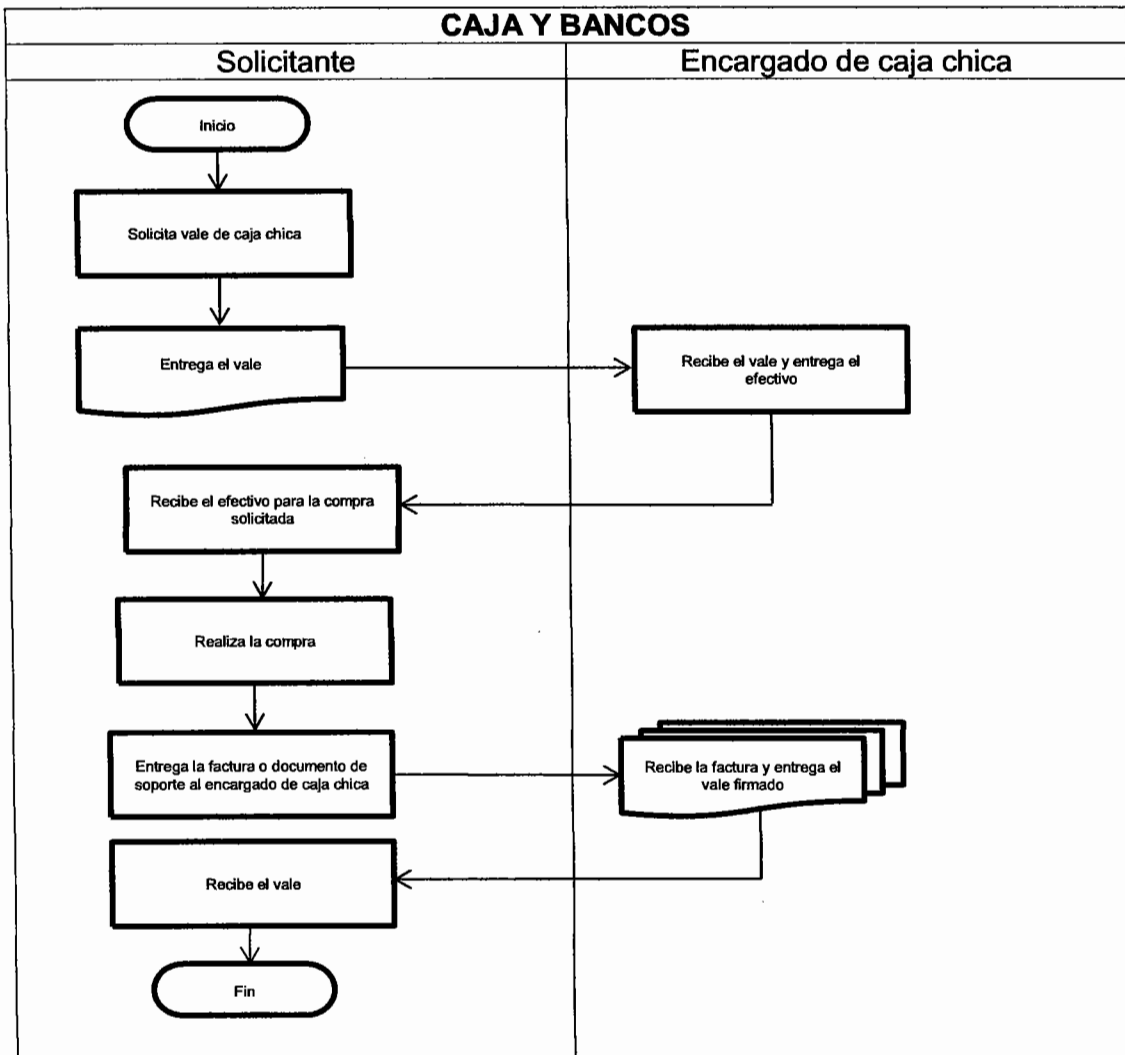 CAJA Y BANCOS
Solicitante
Encargado de caja chica
Inicio
Solicita vale de caja chica
Entrega el vale
Recibe el vale y entrega el
efectivo
Recibe el efectivo para la compra
solicitada
Realiza la compra
Entrega la factura o documento de
soporte al encargado de caja chica
Recibe la factura y entrega el
vale firmado
Recibe el vale
Fin